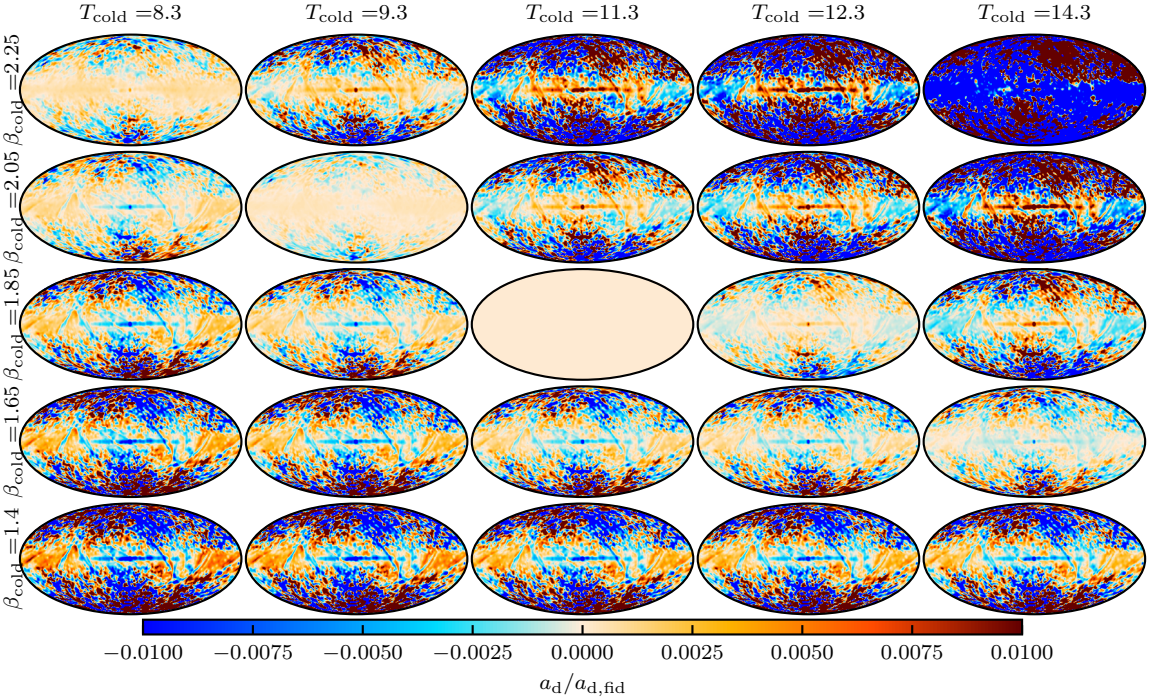 T_cold =8.3 T_cold =9.3 T_cold =11.3 T_cold =12.3 T_cold =14.3
β_cold =2.25
β_cold =2.05
β_cold =1.85
β_cold =1.65
β_cold =1.4
−0.0100 −0.0075 −0.0050 −0.0025 0.0000 0.0025 0.0050 0.0075 0.0100
a_d/a_d,fid